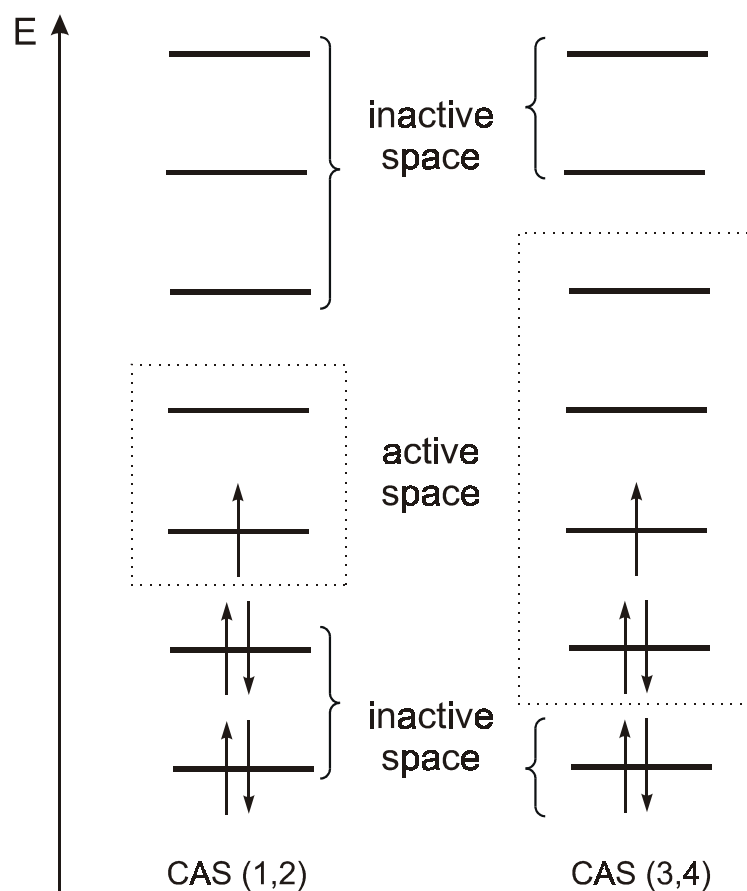 E
inactive
space
active
space
inactive
space
CAS (1,2)
CAS (3,4)